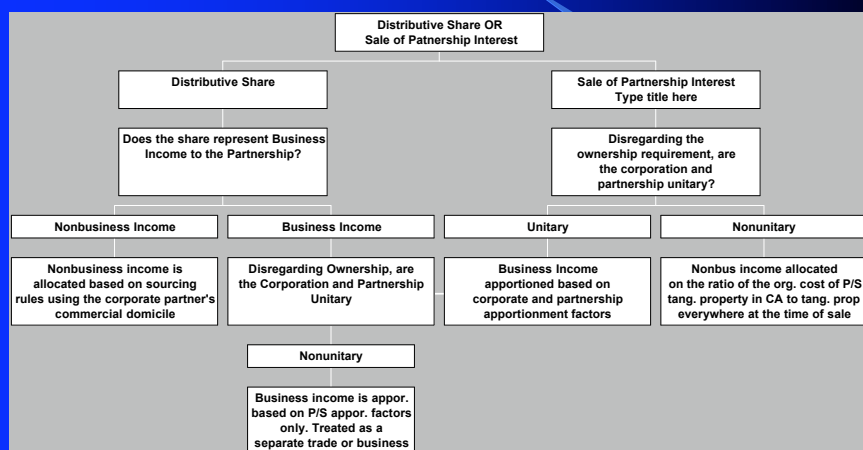 Distributive Share OR
Sale of Patnership Interest
Distributive Share
Sale of Partnership Interest
Type title here
Does the share represent Business
Income to the Partnership?
Disregarding the
ownership requirement, are
the corporation and
partnership unitary?
Nonbusiness Income
Business Income
Unitary
Nonunitary
Nonbusiness income is
allocated based on sourcing
rules using the corporate partner's
commercial domicile
Disregarding Ownership, are
the Corporation and Partnership
Unitary
Business Income
apportioned based on
corporate and partnership
apportionment factors
Nonbus income allocated
on the ratio of the org. cost of P/S
tang. property in CA to tang. prop
everywhere at the time of sale
Nonunitary
Business income is appor.
based on P/S appor. factors
only. Treated as a
separate trade or business